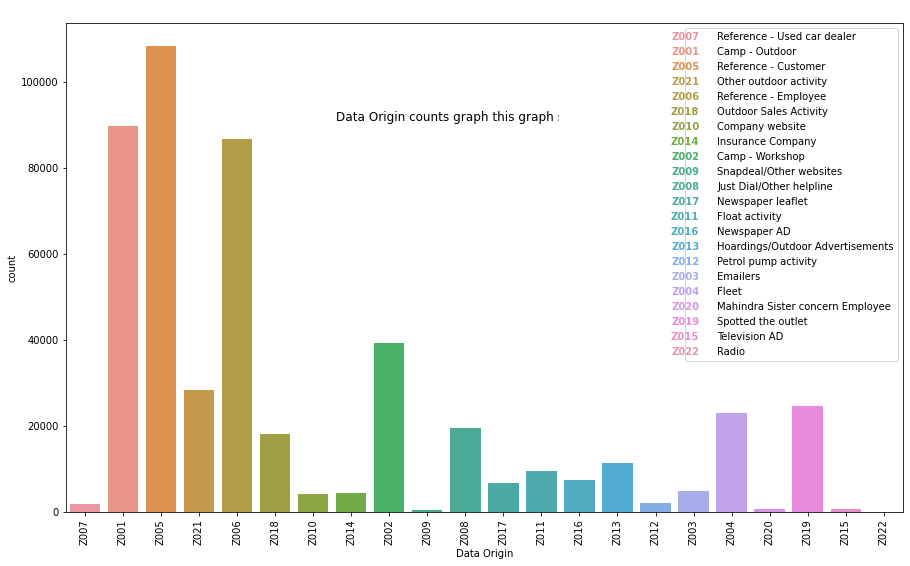 Data Origin counts graph this graph
Z007 Reference - Used car dealer
Z001 Camp - Outdoor
Z005 Reference - Customer
Z021 Other outdoor activity
Z006 Reference - Employee
Z018 Outdoor Sales Activity
Z010 Company website
Z014 Insurance Company
Z002 Camp - Workshop
Z009 Snapdeal/Other websites
Z008 Just Dial/Other helpline
Z017 Newspaper leaflet
Z011 Float activity
Z016 Newspaper AD
Z013 Hoardings/Outdoor Advertisements
Z012 Petrol pump activity
Z003 Emailers
Z004 Fleet
Z020 Mahindra Sister concern Employee
Z019 Spotted the outlet
Z015 Television AD
Z022 Radio
100000
80000
60000
40000
20000
0
count
Z007 Z001 Z005 Z021 Z006 Z018 Z010 Z014 Z002 Z009 Z008 Z017 Z011 Z016 Z013 Z012 Z003 Z004 Z020 Z019 Z015 Z022
Data Origin